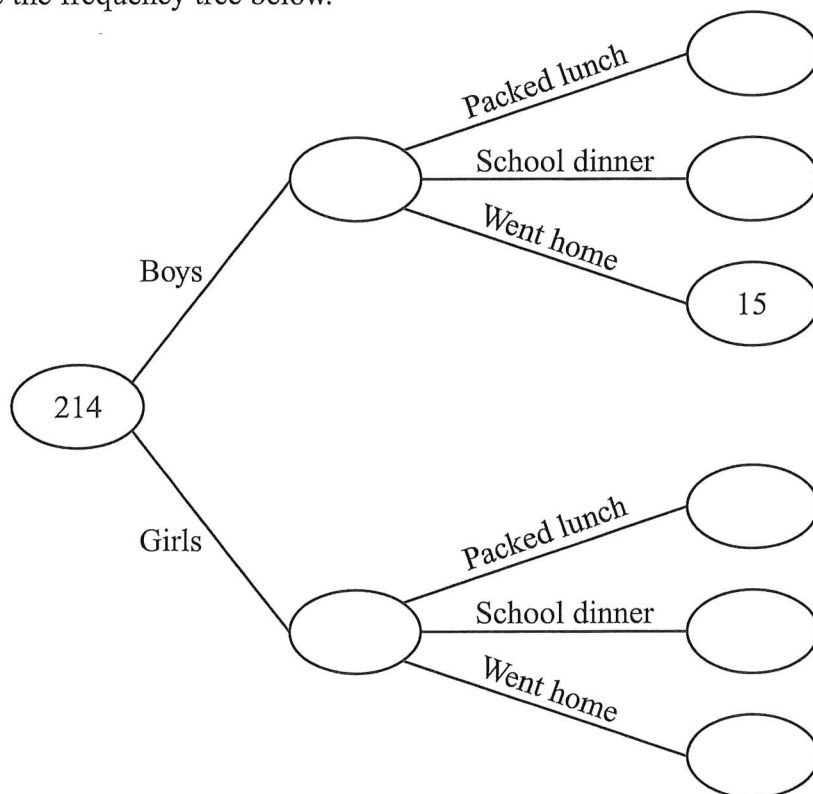 the frequency tree below.
Packed lunch
School dinner
Went home
15
Boys
214
Girls
Packed lunch
School dinner
Went home